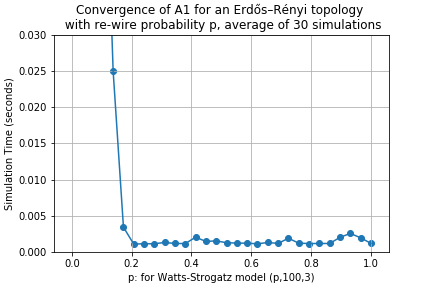 Convergence of A1 for an Erdős–Rényi topology
with re-wire probability p, average of 30 simulations
Simulation Time (seconds)
0.030
0.025
0.020
0.015
0.010
0.005
0.000
0.0 0.2 0.4 0.6 0.8 1.0
p: for Watts-Strogatz model (p,100,3)